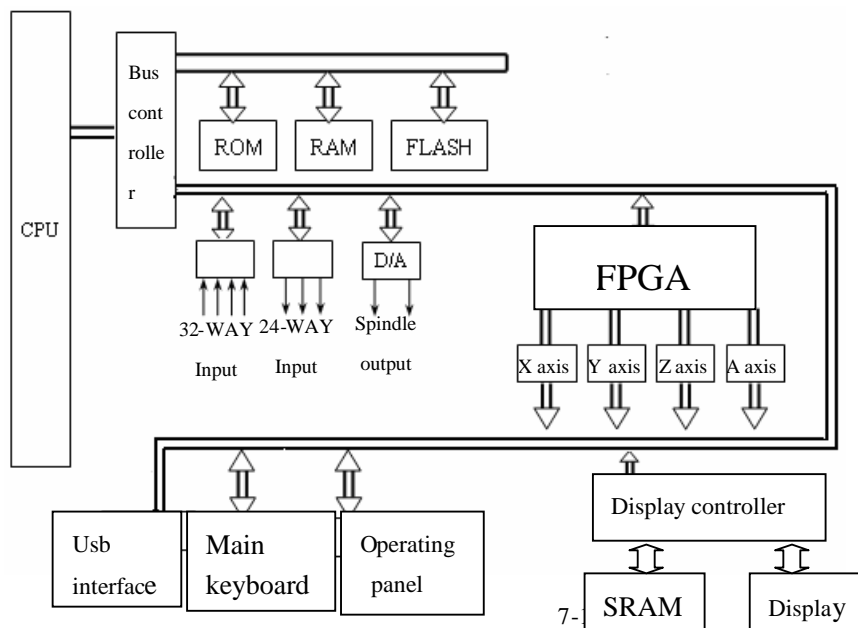 CPU
Bus
cont
rolle
r
ROM
RAM
FLASH
D/A
FPGA
32-WAY
Input
24-WAY
Input
Spindle
output
X axis
Y axis
Z axis
A axis
Usb
interface
Main
keyboard
Operating
panel
Display controller
SRAM
Display